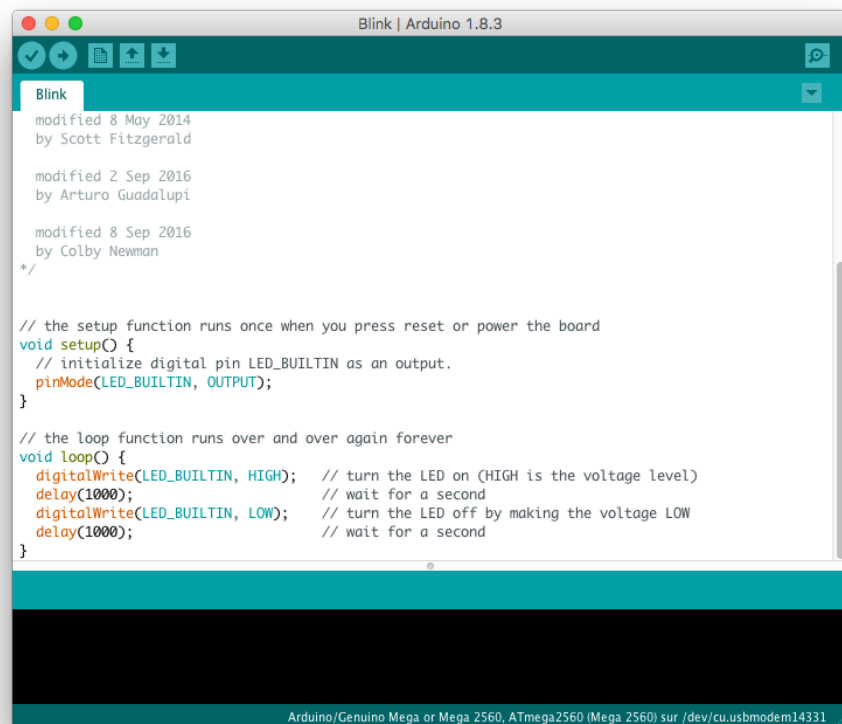 Blink | Arduino 1.8.3
Blink
modified 8 May 2014
by Scott Fitzgerald
modified 2 Sep 2016
by Arturo Guadalupi
modified 8 Sep 2016
by Colby Newman
*/
// the setup function runs once when you press reset or power the board
void setup() {
  // initialize digital pin LED_BUILTIN as an output.
  pinMode(LED_BUILTIN, OUTPUT);
}
// the loop function runs over and over again forever
void loop() {
  digitalWrite(LED_BUILTIN, HIGH);   // turn the LED on (HIGH is the voltage level)
  delay(1000);                       // wait for a second
  digitalWrite(LED_BUILTIN, LOW);    // turn the LED off by making the voltage LOW
  delay(1000);                       // wait for a second
}
Arduino/Genuino Mega or Mega 2560, ATmega2560 (Mega 2560) sur /dev/cu.usbmodem14331